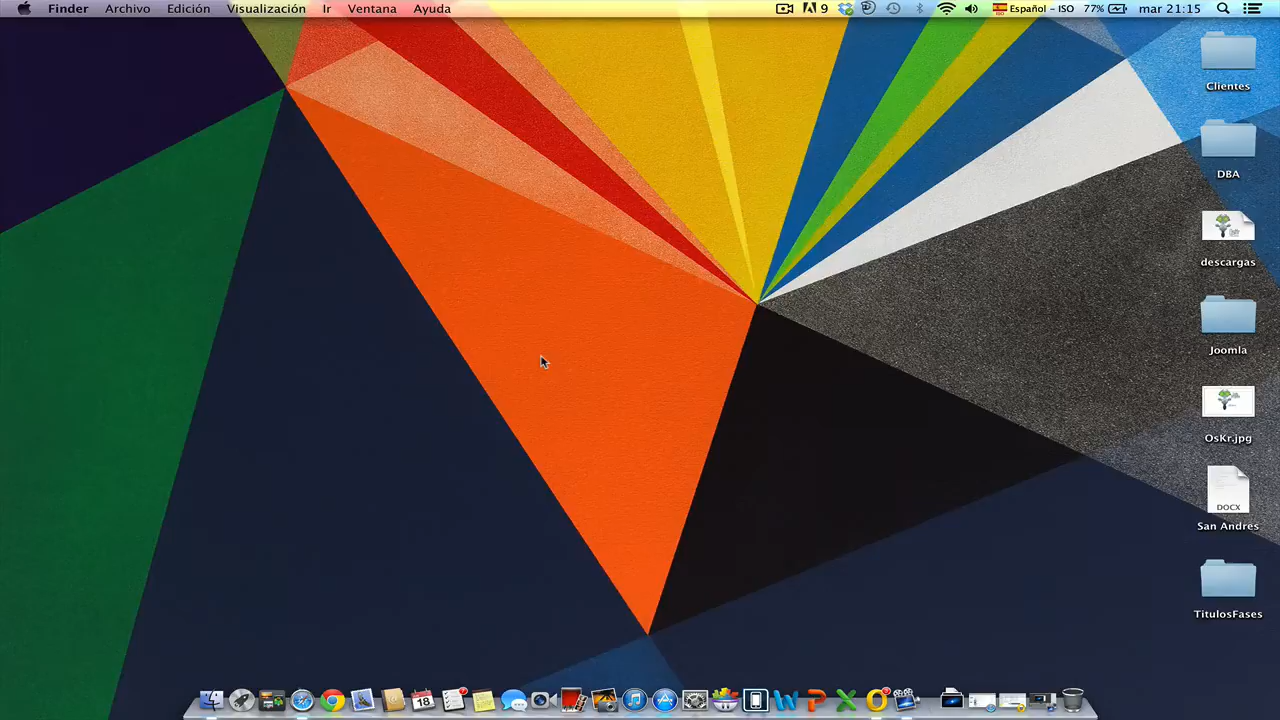 Finder Archivo Edición Visualización Ir Ventana Ayuda 9 Español - ISO 77% mar 21:15
Clientes
DBA
descargas
Joomla
OsKr.jpg
DOCX
San Andres
TitulosFases
18